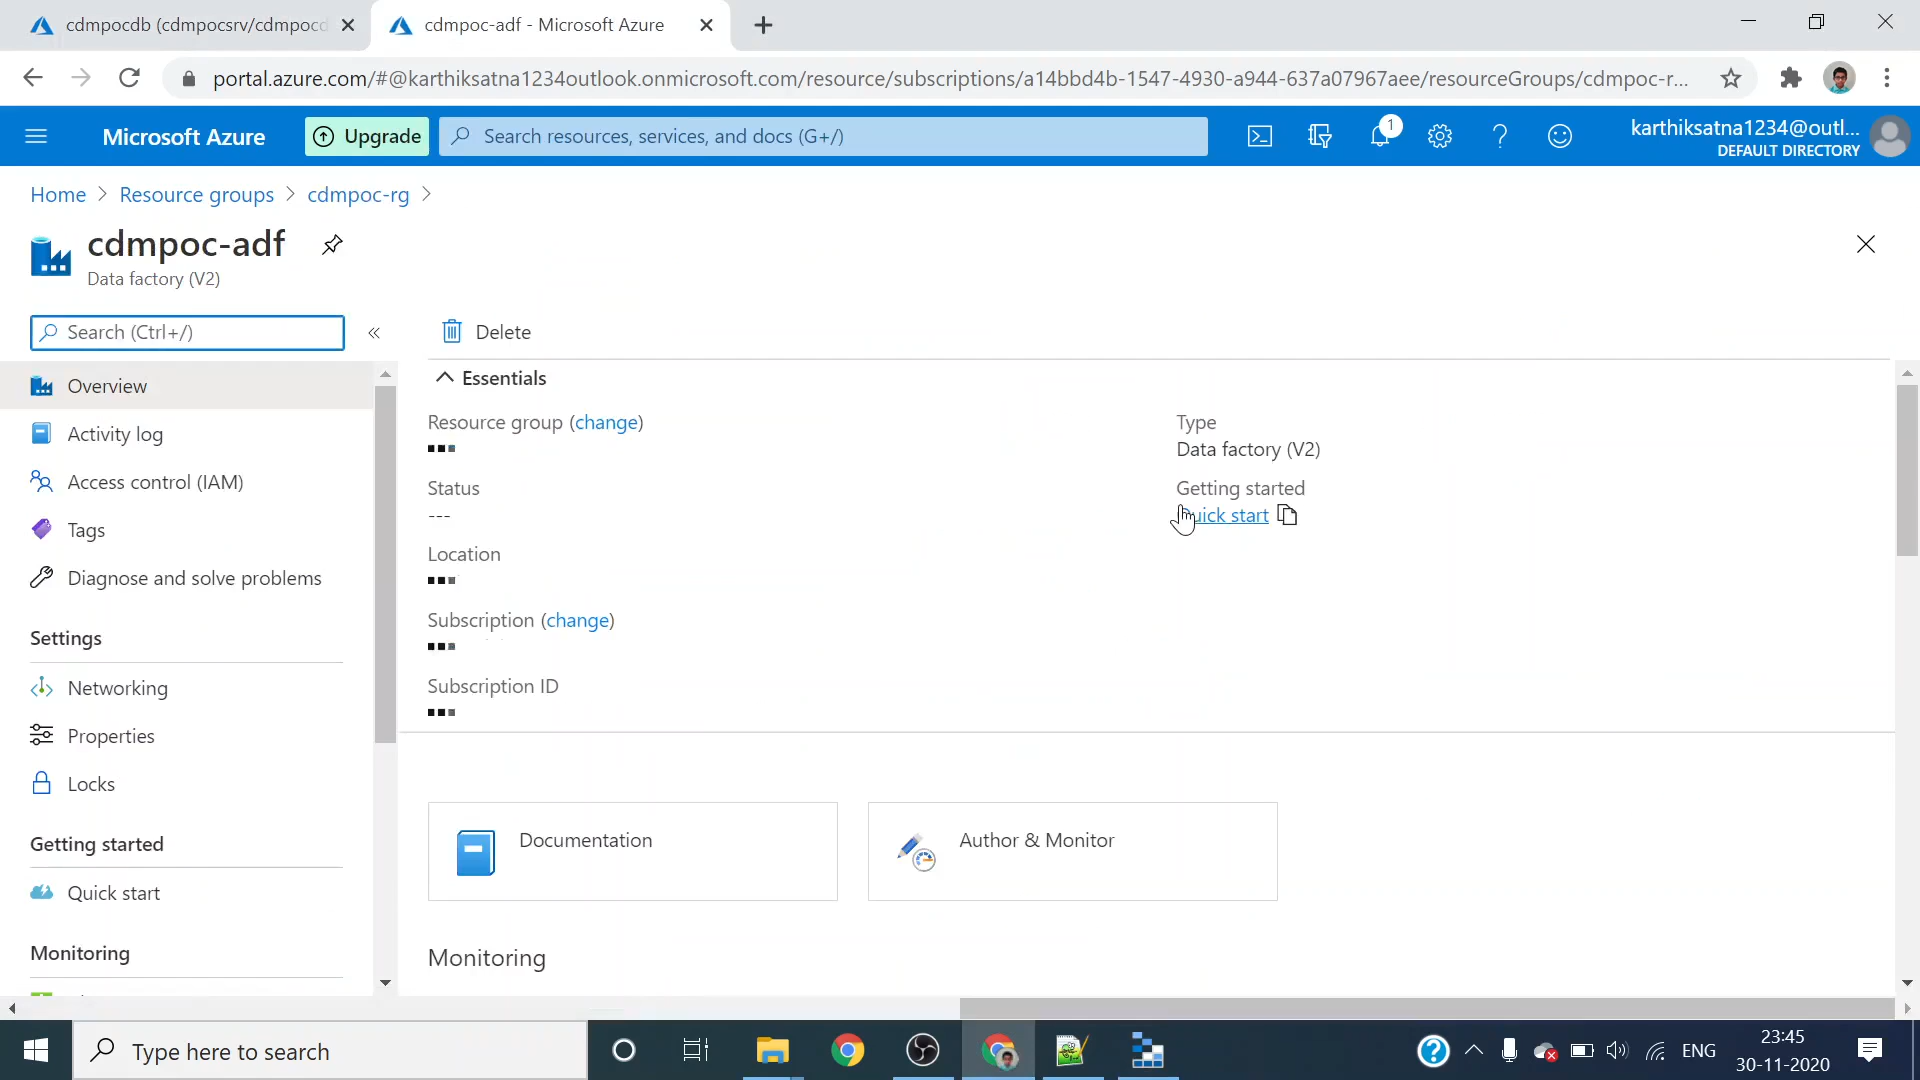 cdmpocdb (cdmpocsrv/cdmpocd
cdmpoc-adf - Microsoft Azure
portal.azure.com/#@karthiksatna1234outlook.onmicrosoft.com/resource/subscriptions/a14bbd4b-1547-4930-a944-637a07967aee/resourceGroups/cdmpoc-r...
Microsoft Azure
Upgrade
Search resources, services, and docs (G+/)
1
karthiksatna1234@outl...
DEFAULT DIRECTORY
Home > Resource groups > cdmpoc-rg >
cdmpoc-adf
Data factory (V2)
Search (Ctrl+/)
Overview
Activity log
Access control (IAM)
Tags
Diagnose and solve problems
Settings
Networking
Properties
Locks
Getting started
Quick start
Monitoring
Delete
Essentials
Resource group (change)
Status
---
Location
Subscription (change)
Subscription ID
Type
Data factory (V2)
Getting started
Quick start
Documentation
Author & Monitor
Monitoring
Type here to search
ENG
23:45
30-11-2020